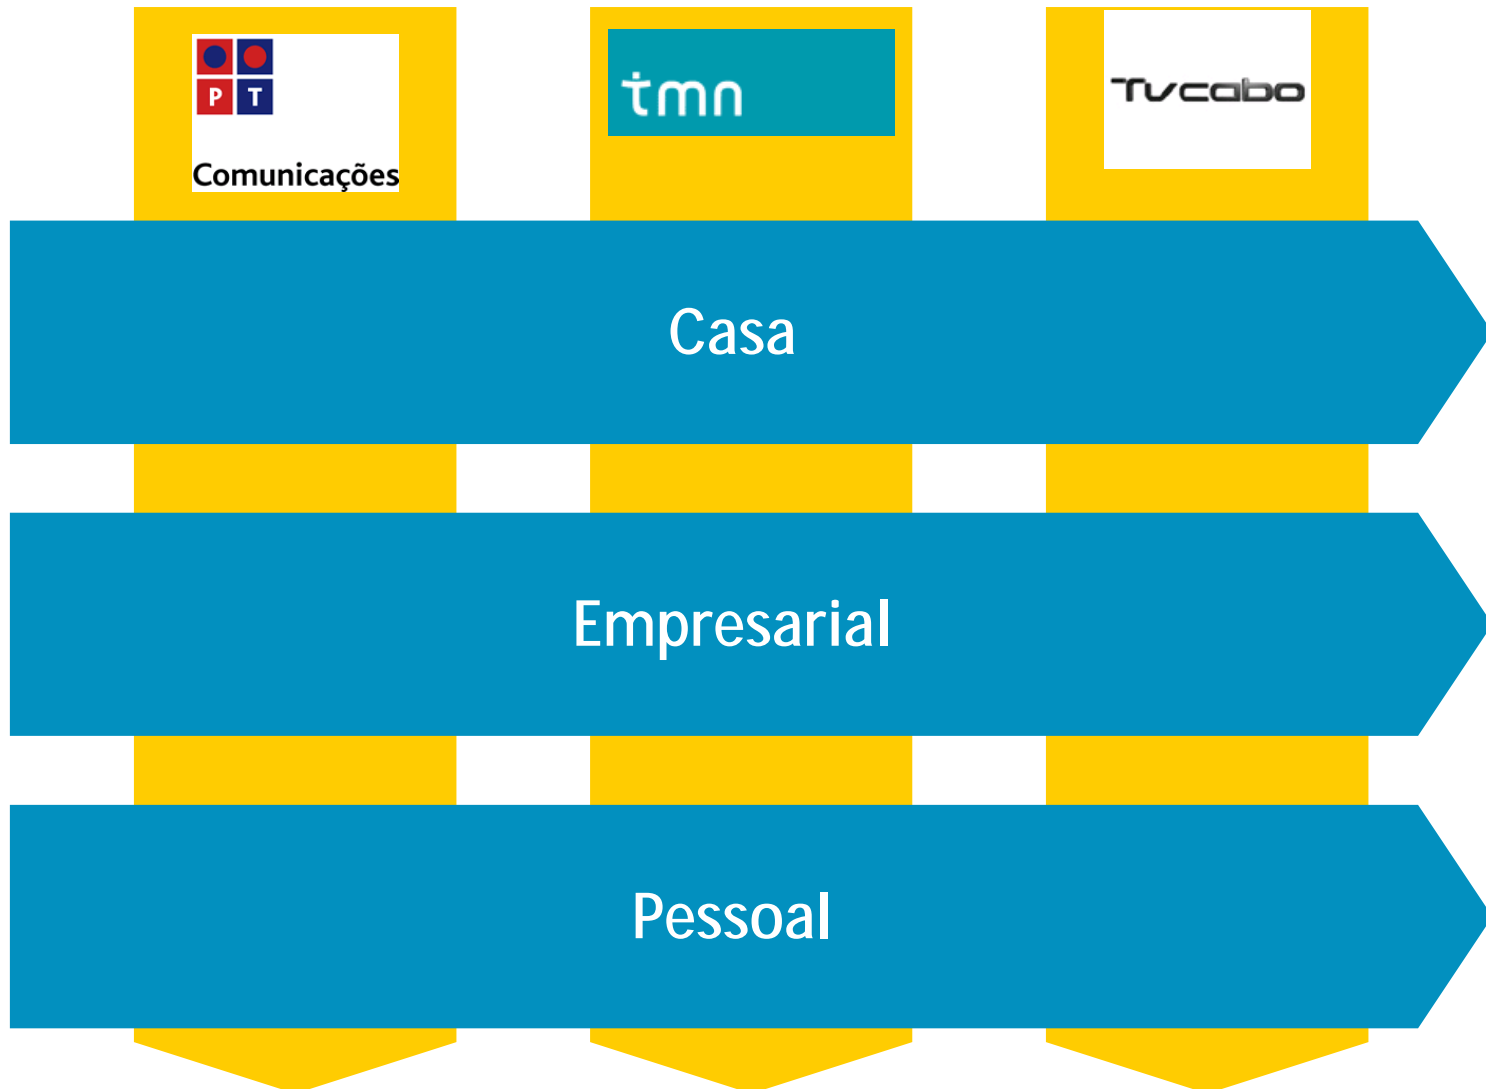 P T
Comunicações
tmn
TVcabo
Casa
Empresarial
Pessoal